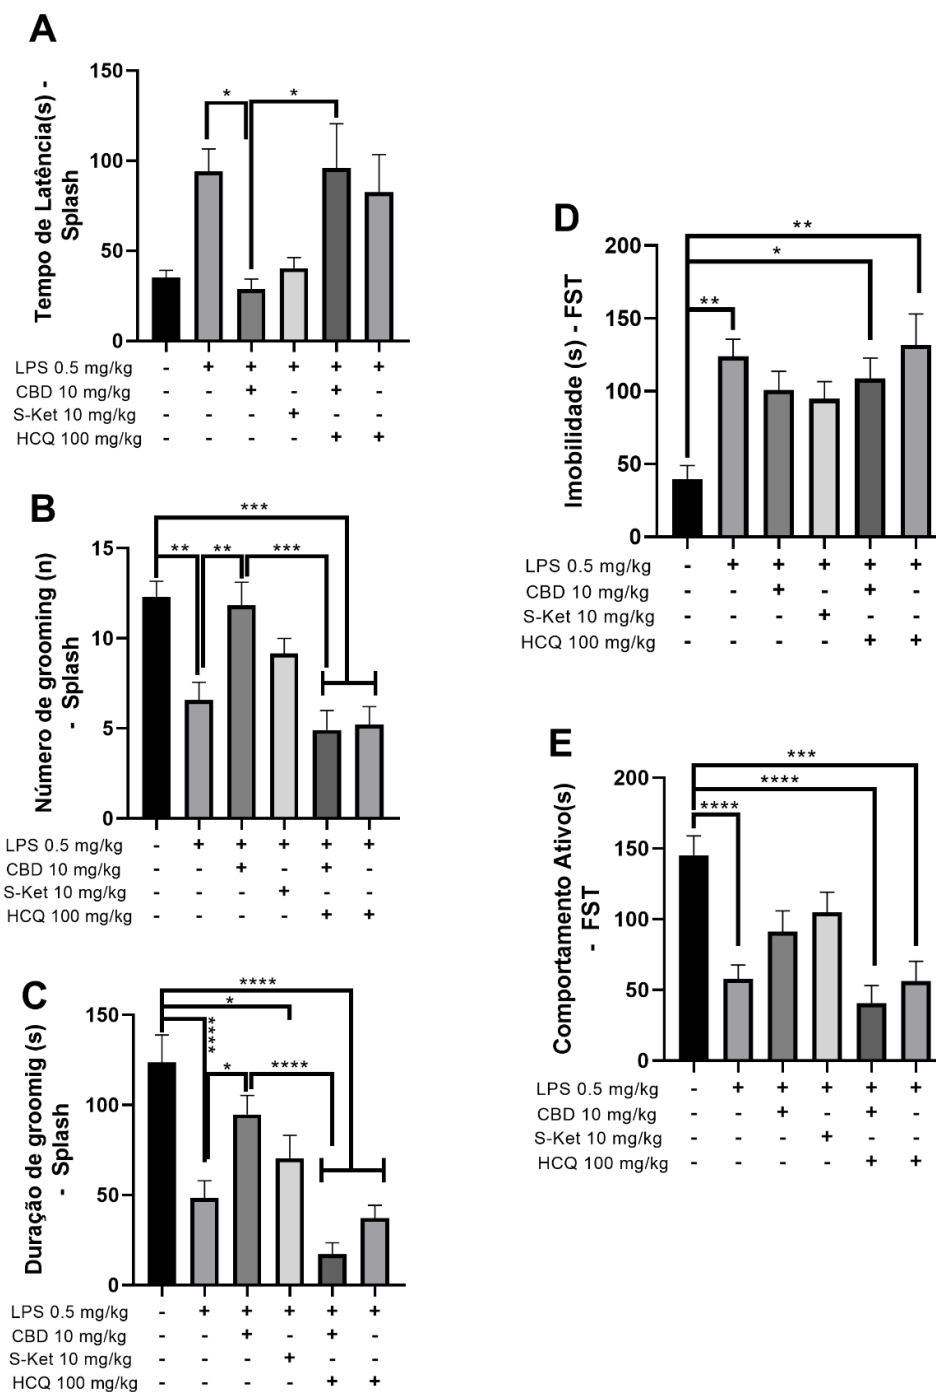 A
Tempo de Latência(s) -
Splash
150
100
50
0
*
*
LPS 0.5 mg/kg - + + + + +
CBD 10 mg/kg - - + - + -
S-Ket 10 mg/kg - - - + - -
HCQ 100 mg/kg - - - - + +
B
Número de grooming (n)
- Splash
15
10
5
0
***
** ** ***
LPS 0.5 mg/kg - + + + + +
CBD 10 mg/kg - - + - + -
S-Ket 10 mg/kg - - - + - -
HCQ 100 mg/kg - - - - + +
C
Duração de groomig (s)
- Splash
150
100
50
0
****
*
****
* ****
LPS 0.5 mg/kg - + + + + +
CBD 10 mg/kg - - + - + -
S-Ket 10 mg/kg - - - + - -
HCQ 100 mg/kg - - - - + +
D
Imobilidade (s) - FST
200
150
100
50
0
**
*
**
LPS 0.5 mg/kg - + + + + +
CBD 10 mg/kg - - + - + -
S-Ket 10 mg/kg - - - + - -
HCQ 100 mg/kg - - - - + +
E
Comportamento Ativo(s)
- FST
200
150
100
50
0
***
****
****
LPS 0.5 mg/kg - + + + + +
CBD 10 mg/kg - - + - + -
S-Ket 10 mg/kg - - - + - -
HCQ 100 mg/kg - - - - + +